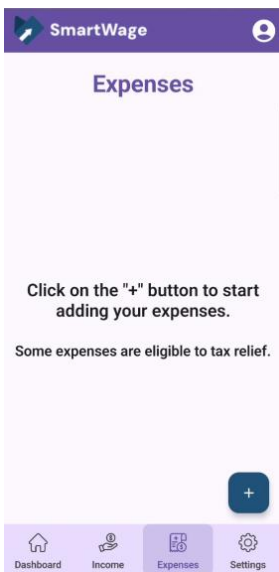 SmartWage
Expenses
Click on the "+" button to start
adding your expenses.
Some expenses are eligible to tax relief.
+
Dashboard Income Expenses Settings